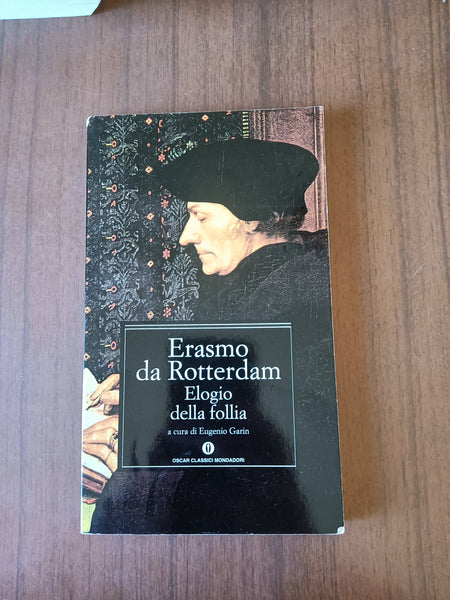 Erasmo
da Rotterdam
Elogio
della follia
a cura di Eugenio Garin
OSCAR CLASSICI MONDADORI